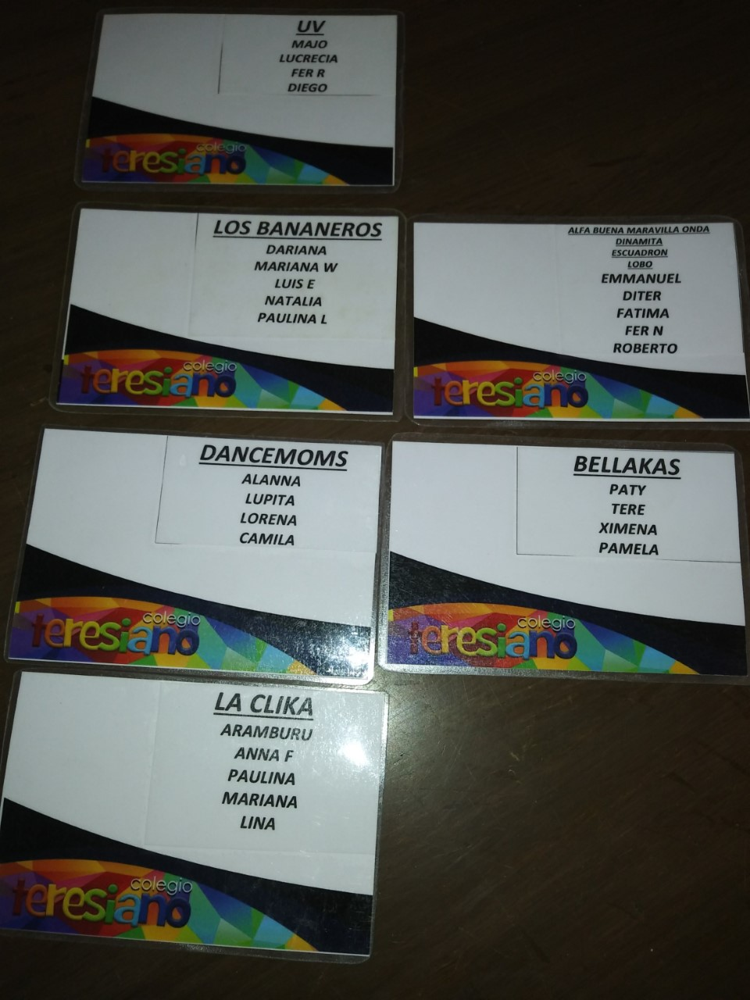 UV
MAJO
LUCRECIA
FER R
DIEGO
colegio
teresiano
LOS BANANEROS
DARIANA
MARIANA W
LUIS E
NATALIA
PAULINA L
colegio
teresiano
ALFA BUENA MARAVILLA ONDA
DINAMITA
ESCUADRON
LOBO
EMMANUEL
DITER
FATIMA
FER N
ROBERTO
colegio
teresiano
DANCEMOMS
ALANNA
LUPITA
LORENA
CAMILA
colegio
teresiano
BELLAKAS
PATY
TERE
XIMENA
PAMELA
colegio
teresiano
LA CLIKA
ARAMBURU
ANNA F
PAULINA
MARIANA
LINA
colegio
teresiano